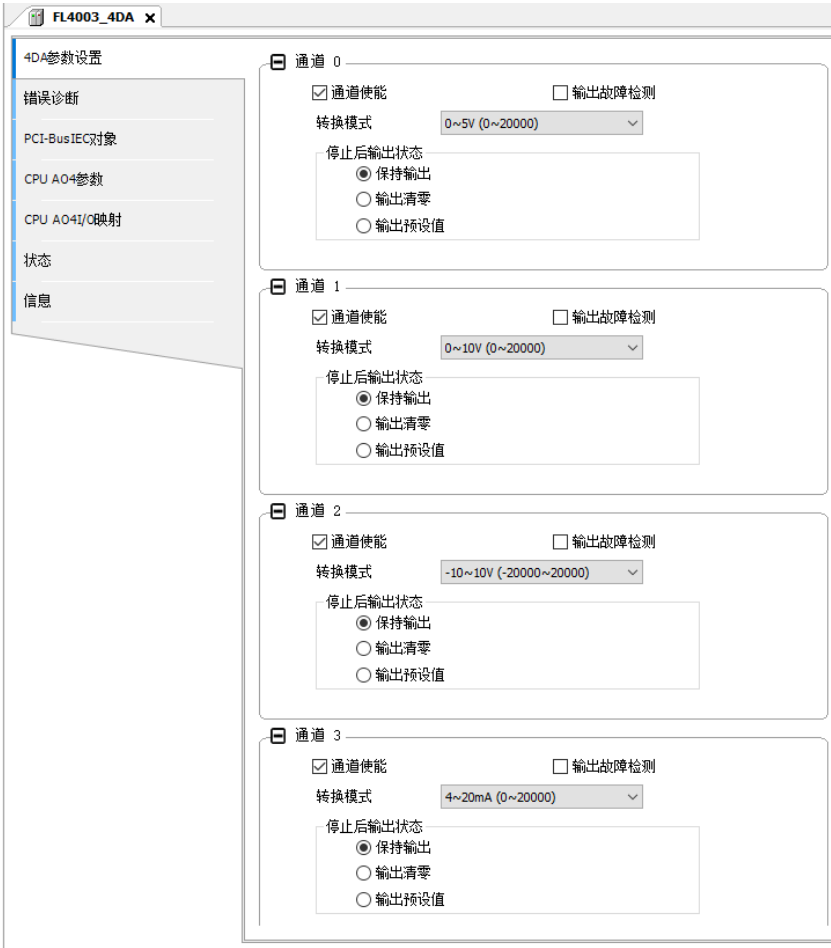 FL4003_4DA
4DA参数设置
错误诊断
PCI-BusIEC对象
CPU AO4参数
CPU AO4I/O映射
状态
信息
通道 0
通道使能 输出故障检测
转换模式 0~5V (0~20000)
停止后输出状态
保持输出
输出清零
输出预设值
通道 1
通道使能 输出故障检测
转换模式 0~10V (0~20000)
停止后输出状态
保持输出
输出清零
输出预设值
通道 2
通道使能 输出故障检测
转换模式 -10~10V (-20000~20000)
停止后输出状态
保持输出
输出清零
输出预设值
通道 3
通道使能 输出故障检测
转换模式 4~20mA (0~20000)
停止后输出状态
保持输出
输出清零
输出预设值